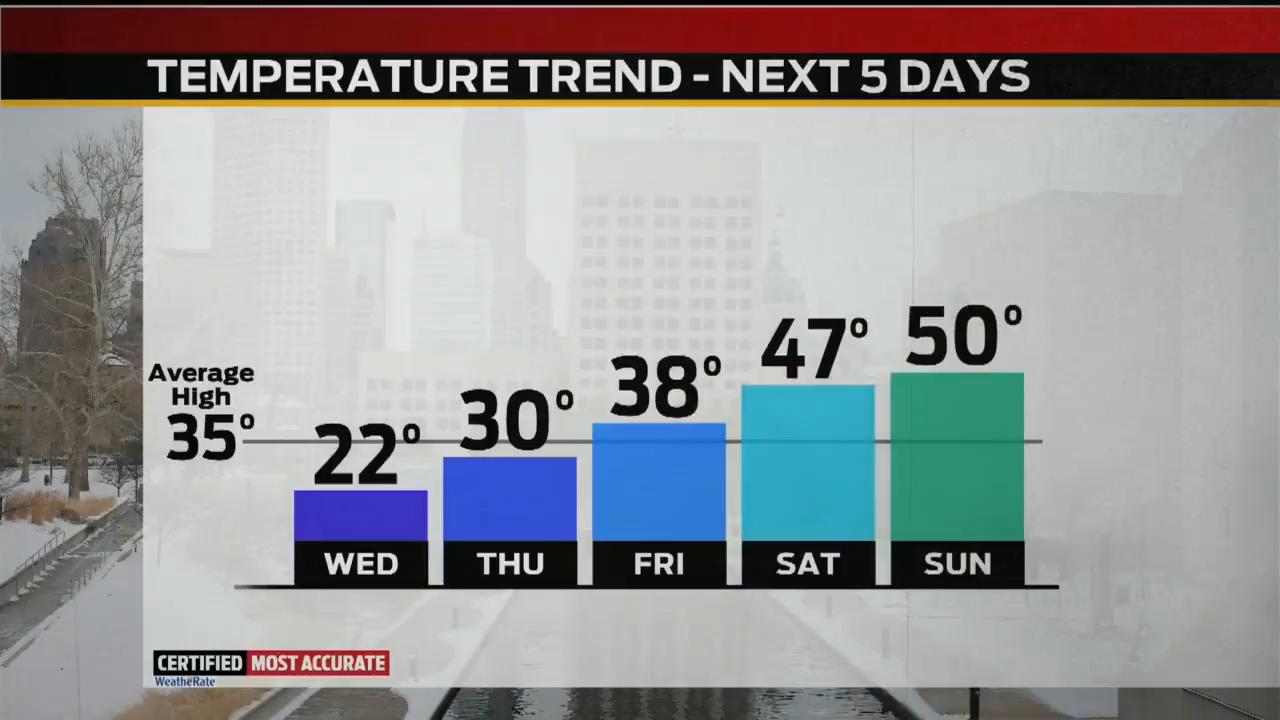 TEMPERATURE TREND - NEXT 5 DAYS
Average
High
35°
22°
30°
38°
47°
50°
WED
THU
FRI
SAT
SUN
CERTIFIED MOST ACCURATE
WeatheRate